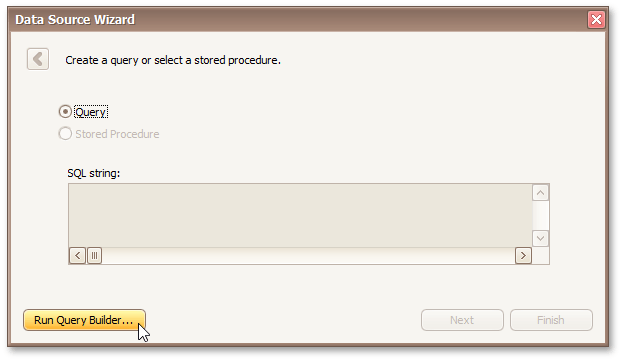 Data Source Wizard
Create a query or select a stored procedure.
Query
Stored Procedure
SQL string:
Run Query Builder...
Next
Finish